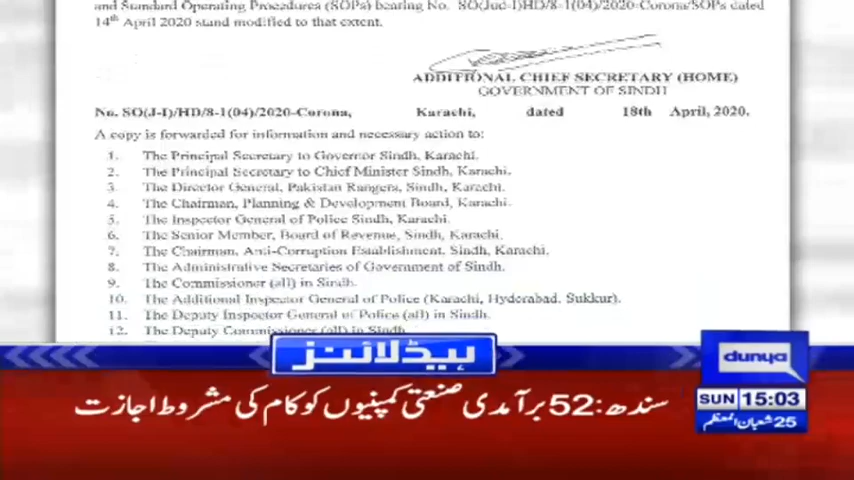 and Standard Operating Procedures (SOPs) bearing No. SO(Jud-I)HD/8-1(04)/2020-Corona/SOPs dated
14th April 2020 stand modified to that extent.
ADDITIONAL CHIEF SECRETARY (HOME)
GOVERNMENT OF SINDH
No. SO(J-I)/HD/8-1(04)/2020-Corona, Karachi, dated 18th April, 2020.
A copy is forwarded for information and necessary action to:
1. The Principal Secretary to Governor Sindh, Karachi.
2. The Principal Secretary to Chief Minister Sindh, Karachi.
3. The Director General, Pakistan Rangers, Sindh, Karachi.
4. The Chairman, Planning & Development Board, Karachi.
5. The Inspector General of Police Sindh, Karachi.
6. The Senior Member, Board of Revenue, Sindh, Karachi.
7. The Chairman, Anti-Corruption Establishment, Sindh, Karachi.
8. The Administrative Secretaries of Government of Sindh.
9. The Commissioner (all) in Sindh.
10. The Additional Inspector General of Police (Karachi, Hyderabad, Sukkur).
11. The Deputy Inspector General of Police (all) in Sindh.
12. The Deputy Commissioner (all) in Sindh.
ہیڈلائنز
dunya
سندھ: 52 برآمدی صنعتی کمپنیوں کو کام کی مشروط اجازت
SUN 15:03
25 شعبان المعظم